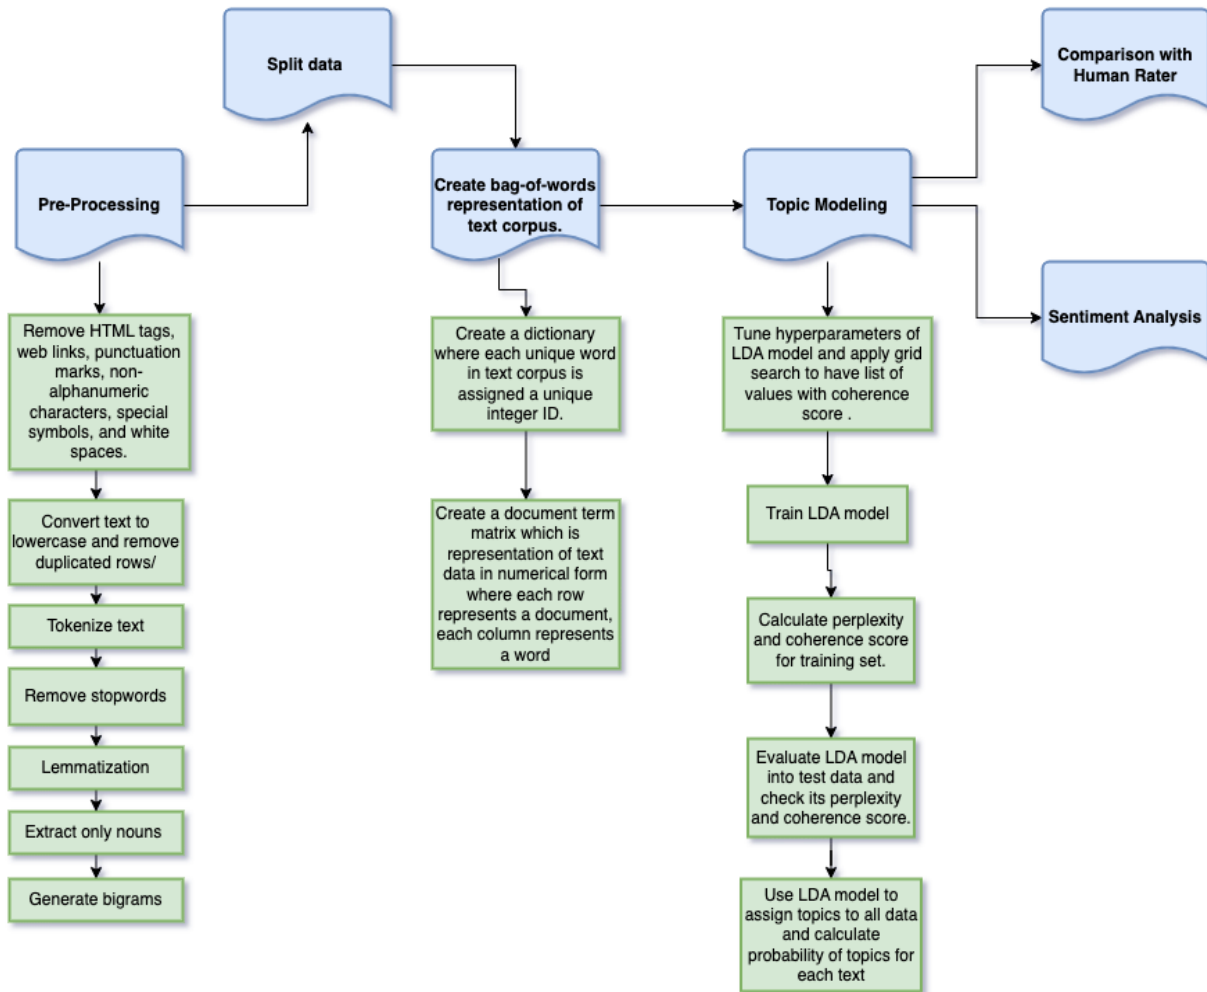 Split data
Comparison with
Human Rater
Pre-Processing
Create bag-of-words
representation of
text corpus.
Topic Modeling
Sentiment Analysis
Remove HTML tags,
web links, punctuation
marks, non-
alphanumeric
characters, special
symbols, and white
spaces.
Convert text to
lowercase and remove
duplicated rows/
Tokenize text
Remove stopwords
Lemmatization
Extract only nouns
Generate bigrams
Create a dictionary
where each unique word
in text corpus is
assigned a unique
integer ID.
Create a document term
matrix which is
representation of text
data in numerical form
where each row
represents a document,
each column represents
a word
Tune hyperparameters of
LDA model and apply grid
search to have list of
values with coherence
score .
Train LDA model
Calculate perplexity
and coherence score
for training set.
Evaluate LDA model
into test data and
check its perplexity
and coherence score.
Use LDA model to
assign topics to all data
and calculate
probability of topics for
each text